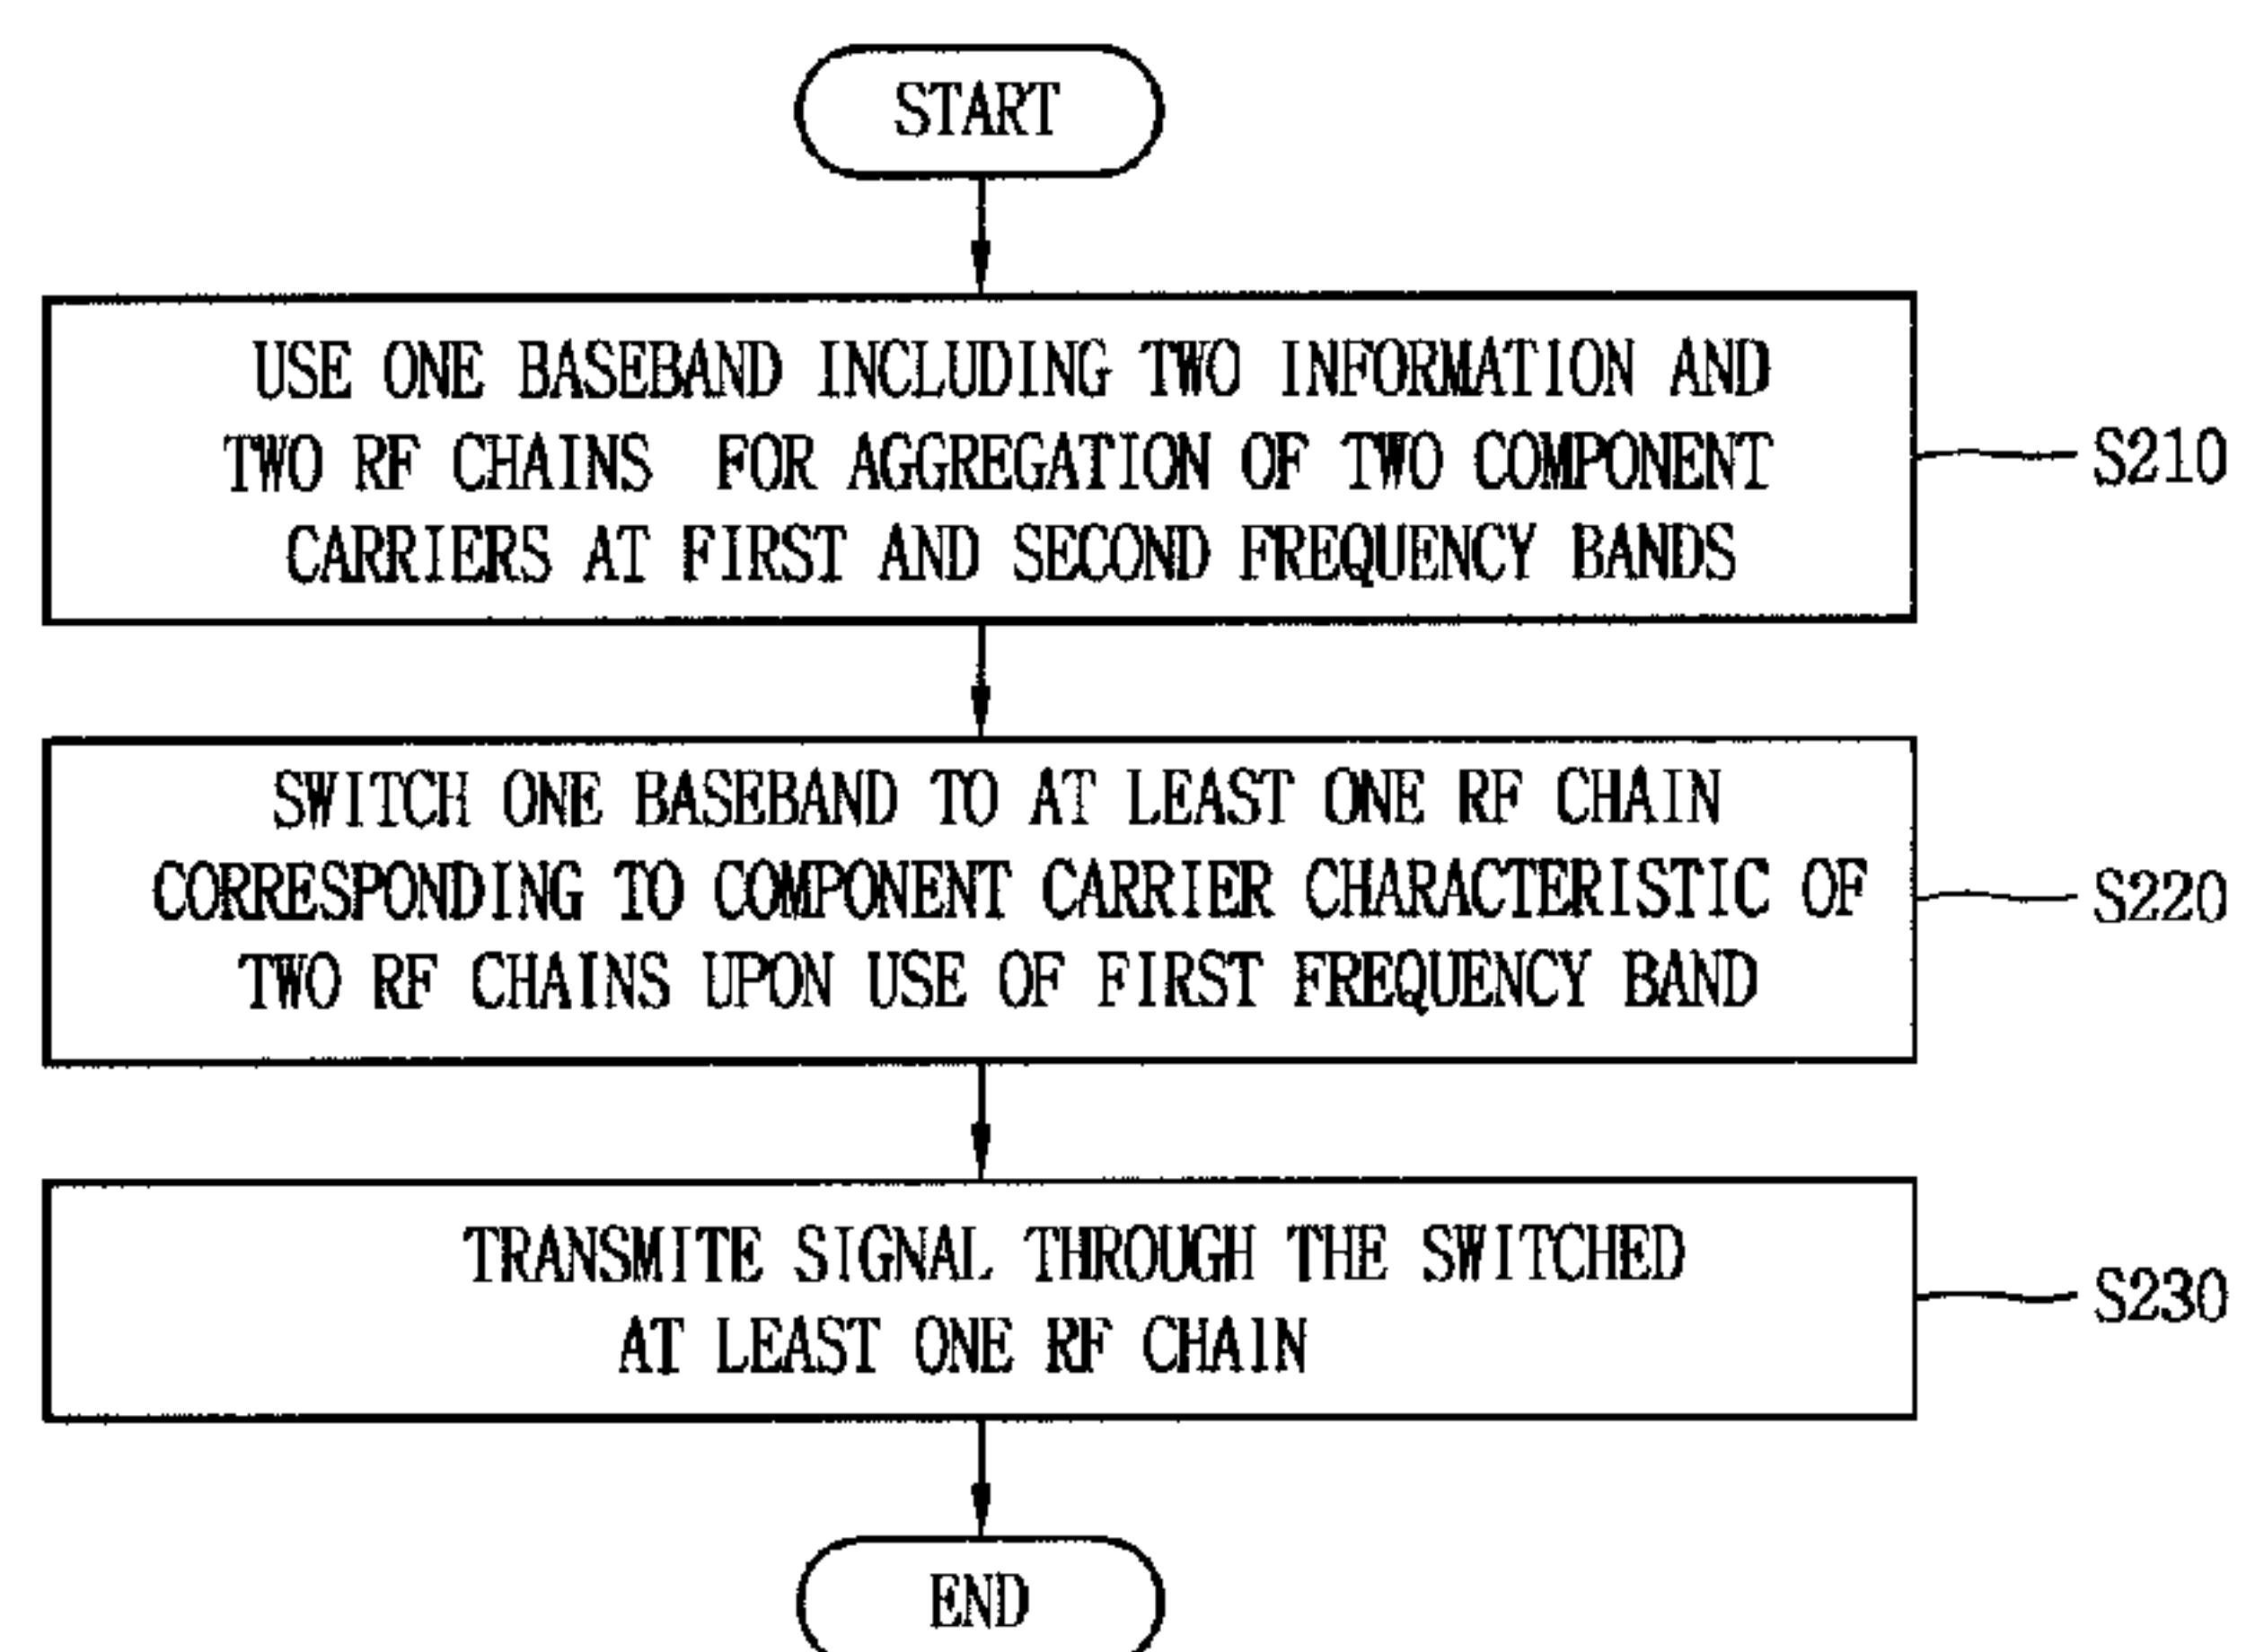 START
USE ONE BASEBAND INCLUDING TWO INFORMATION AND
TWO RF CHAINS FOR AGGREGATION OF TWO COMPONENT
CARRIERS AT FIRST AND SECOND FREQUENCY BANDS
S210
SWITCH ONE BASEBAND TO AT LEAST ONE RF CHAIN
CORRESPONDING TO COMPONENT CARRIER CHARACTERISTIC OF
TWO RF CHAINS UPON USE OF FIRST FREQUENCY BAND
S220
TRANSMITE SIGNAL THROUGH THE SWITCHED
AT LEAST ONE RF CHAIN
S230
END